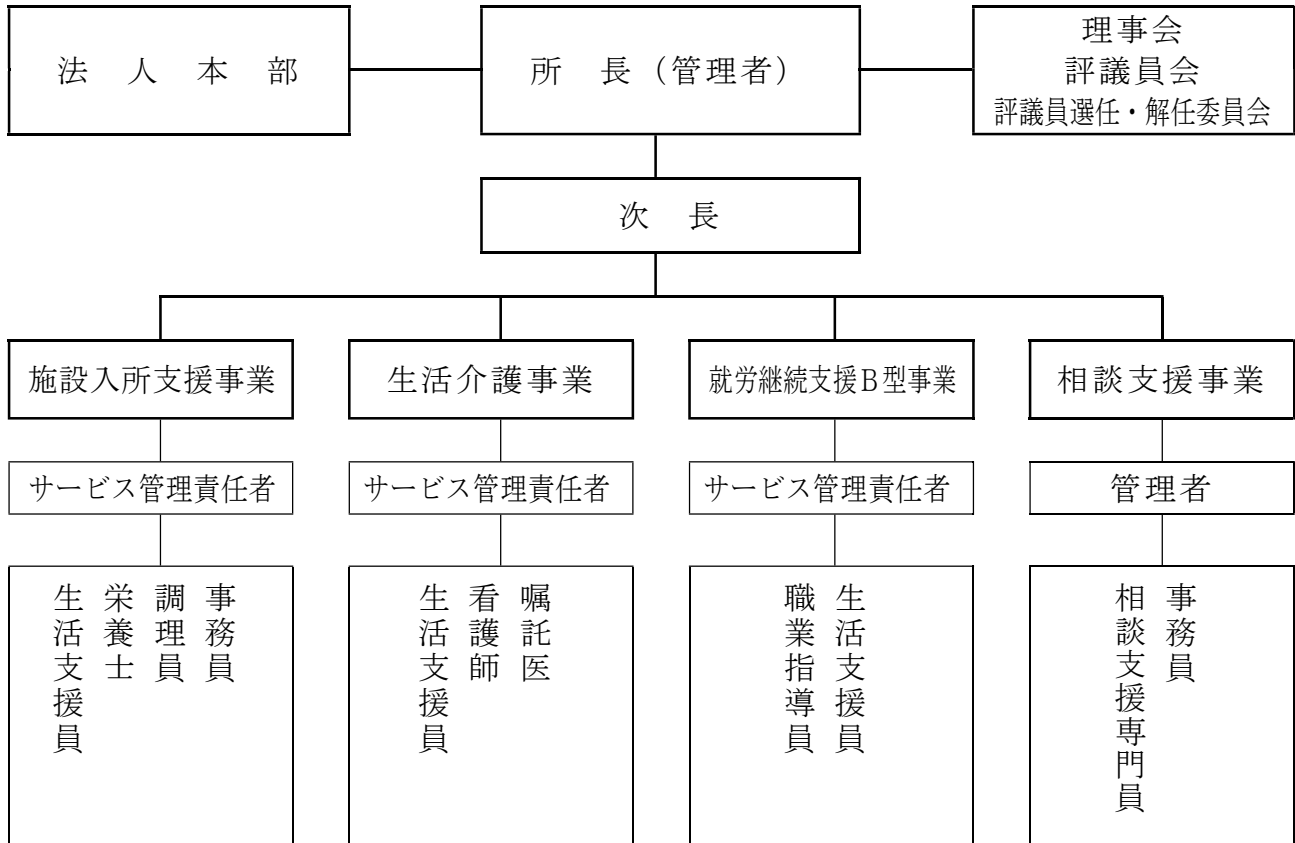 法人本部
所長（管理者）
理事会
評議員会
評議員選任・解任委員会
次長
施設入所支援事業
生活介護事業
就労継続支援Ｂ型事業
相談支援事業
サービス管理責任者
サービス管理責任者
サービス管理責任者
管理者
事務員
調理員
栄養士
生活支援員
嘱託医
看護師
生活支援員
生活支援員
職業指導員
事務員
相談支援専門員